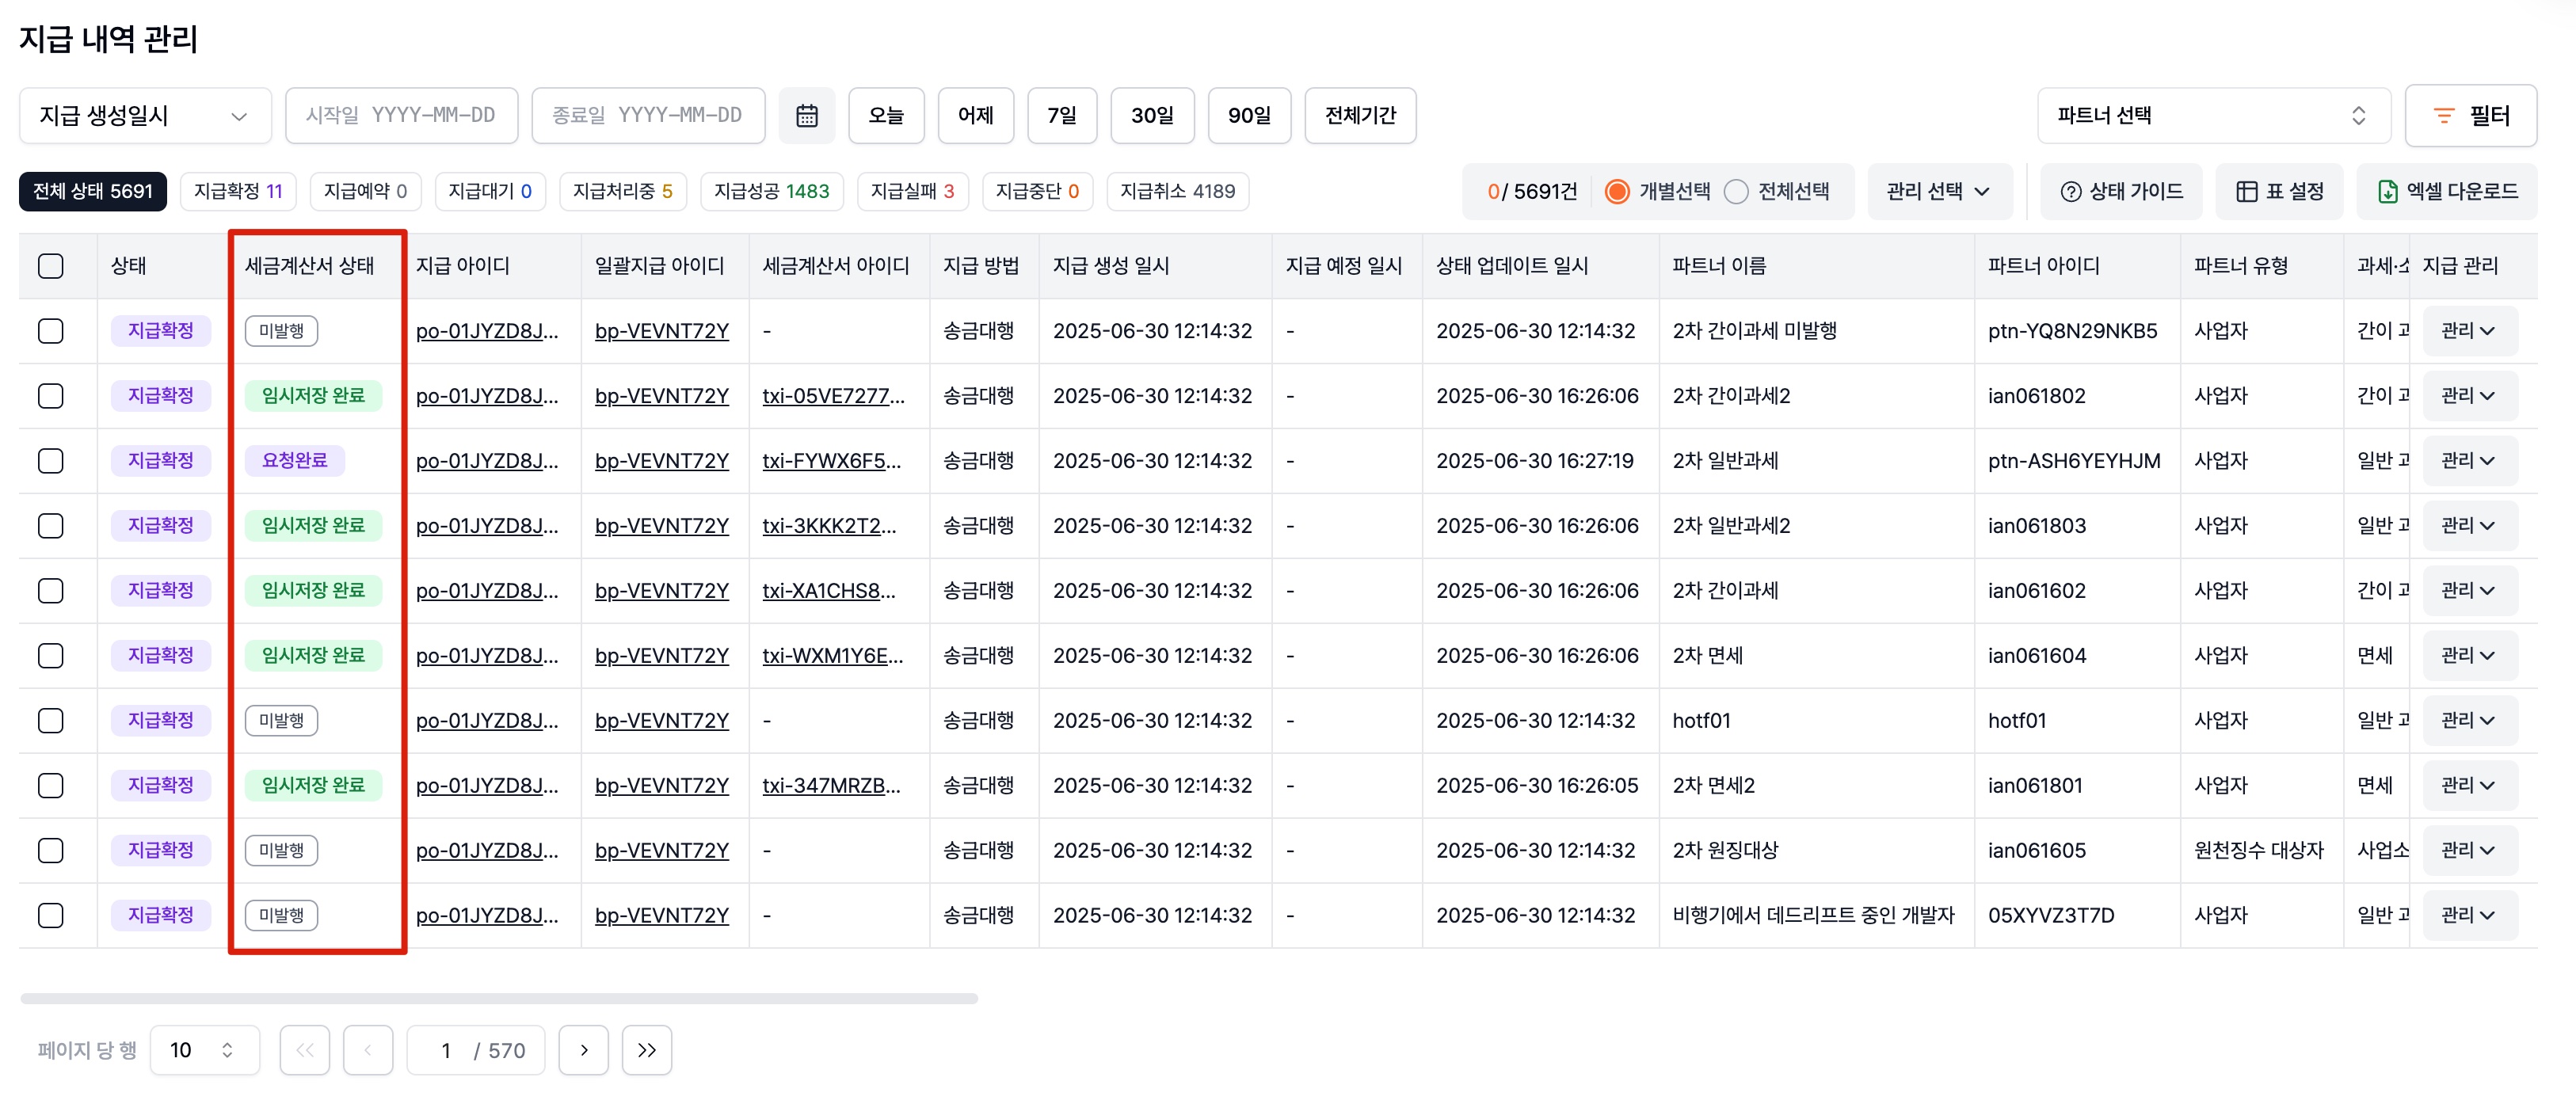 지급 내역 관리
지급 생성일시 시작일 YYYY-MM-DD 종료일 YYYY-MM-DD 오늘 어제 7일 30일 90일 전체기간 파트너 선택 필터
전체 상태 5691 지급확정 11 지급예약 0 지급대기 0 지급처리중 5 지급성공 1483 지급실패 3 지급중단 0 지급취소 4189 0/ 5691건 개별선택 전체선택 관리 선택 상태 가이드 표 설정 엑셀 다운로드
상태 세금계산서 상태 지급 아이디 일괄지급 아이디 세금계산서 아이디 지급 방법 지급 생성 일시 지급 예정 일시 상태 업데이트 일시 파트너 이름 파트너 아이디 파트너 유형 과세·소 지급 관리
지급확정 미발행 po-01JYZD8J... bp-VEVNT72Y - 송금대행 2025-06-30 12:14:32 - 2025-06-30 12:14:32 2차 간이과세 미발행 ptn-YQ8N29NKB5 사업자 간이 과 관리
지급확정 임시저장 완료 po-01JYZD8J... bp-VEVNT72Y txi-05VE7277... 송금대행 2025-06-30 12:14:32 - 2025-06-30 16:26:06 2차 간이과세2 ian061802 사업자 간이 과 관리
지급확정 요청완료 po-01JYZD8J... bp-VEVNT72Y txi-FYWX6F5... 송금대행 2025-06-30 12:14:32 - 2025-06-30 16:27:19 2차 일반과세 ptn-ASH6YEYHJM 사업자 일반 과 관리
지급확정 임시저장 완료 po-01JYZD8J... bp-VEVNT72Y txi-3KKK2T2... 송금대행 2025-06-30 12:14:32 - 2025-06-30 16:26:06 2차 일반과세2 ian061803 사업자 일반 과 관리
지급확정 임시저장 완료 po-01JYZD8J... bp-VEVNT72Y txi-XA1CHS8... 송금대행 2025-06-30 12:14:32 - 2025-06-30 16:26:06 2차 간이과세 ian061602 사업자 간이 과 관리
지급확정 임시저장 완료 po-01JYZD8J... bp-VEVNT72Y txi-WXM1Y6E... 송금대행 2025-06-30 12:14:32 - 2025-06-30 16:26:06 2차 면세 ian061604 사업자 면세 관리
지급확정 미발행 po-01JYZD8J... bp-VEVNT72Y - 송금대행 2025-06-30 12:14:32 - 2025-06-30 12:14:32 hotf01 hotf01 사업자 일반 과 관리
지급확정 임시저장 완료 po-01JYZD8J... bp-VEVNT72Y txi-347MRZB... 송금대행 2025-06-30 12:14:32 - 2025-06-30 16:26:05 2차 면세2 ian061801 사업자 면세 관리
지급확정 미발행 po-01JYZD8J... bp-VEVNT72Y - 송금대행 2025-06-30 12:14:32 - 2025-06-30 12:14:32 2차 원징대상 ian061605 원천징수 대상자 사업소 관리
지급확정 미발행 po-01JYZD8J... bp-VEVNT72Y - 송금대행 2025-06-30 12:14:32 - 2025-06-30 12:14:32 비행기에서 데드리프트 중인 개발자 05XYVZ3T7D 사업자 일반 과 관리
페이지 당 행 10 1 / 570